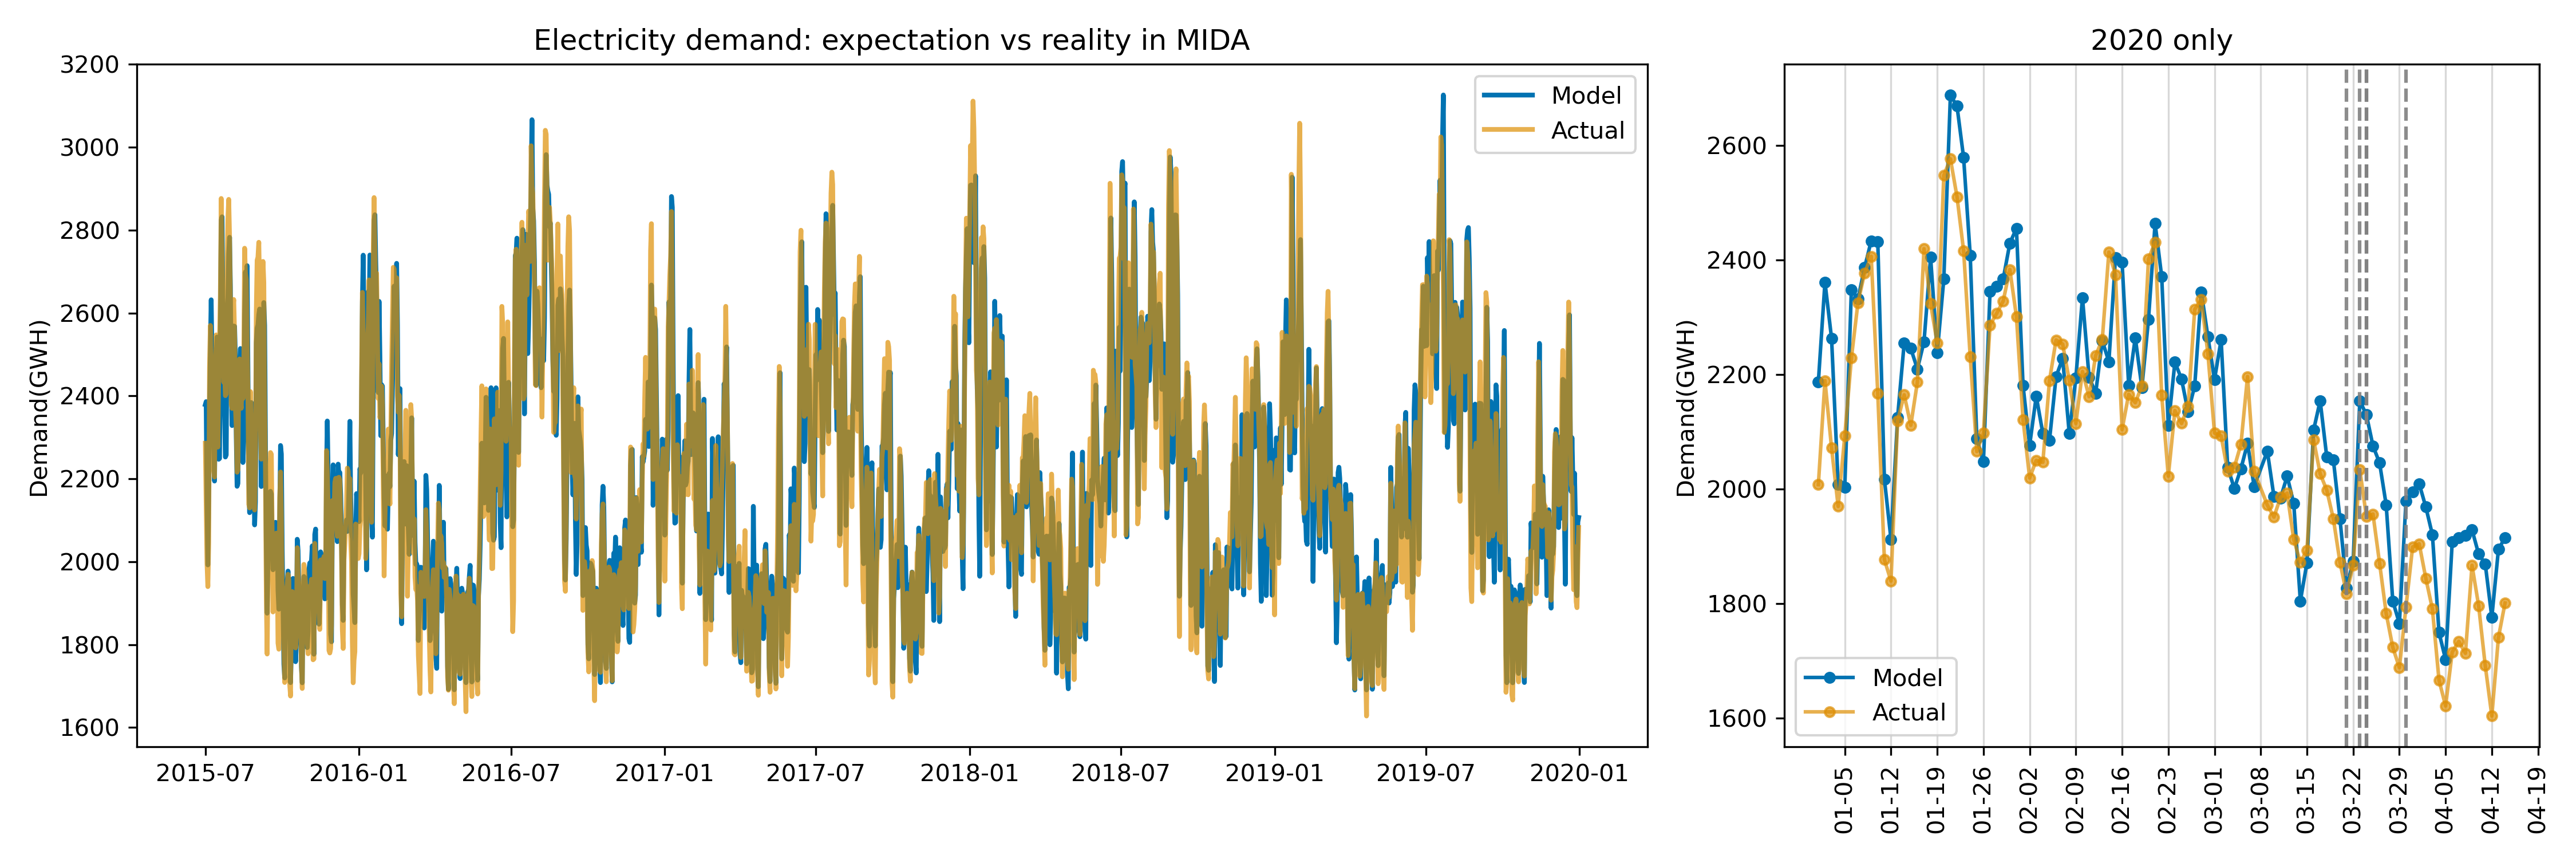 Electricity demand: expectation vs reality in MIDA
Demand(GWH)
3200
3000
2800
2600
2400
2200
2000
1800
1600
2015-07 2016-01 2016-07 2017-01 2017-07 2018-01 2018-07 2019-01 2019-07 2020-01
Model
Actual
2020 only
Demand(GWH)
2600
2400
2200
2000
1800
1600
01-05 01-12 01-19 01-26 02-02 02-09 02-16 02-23 03-01 03-08 03-15 03-22 03-29 04-05 04-12 04-19
Model
Actual